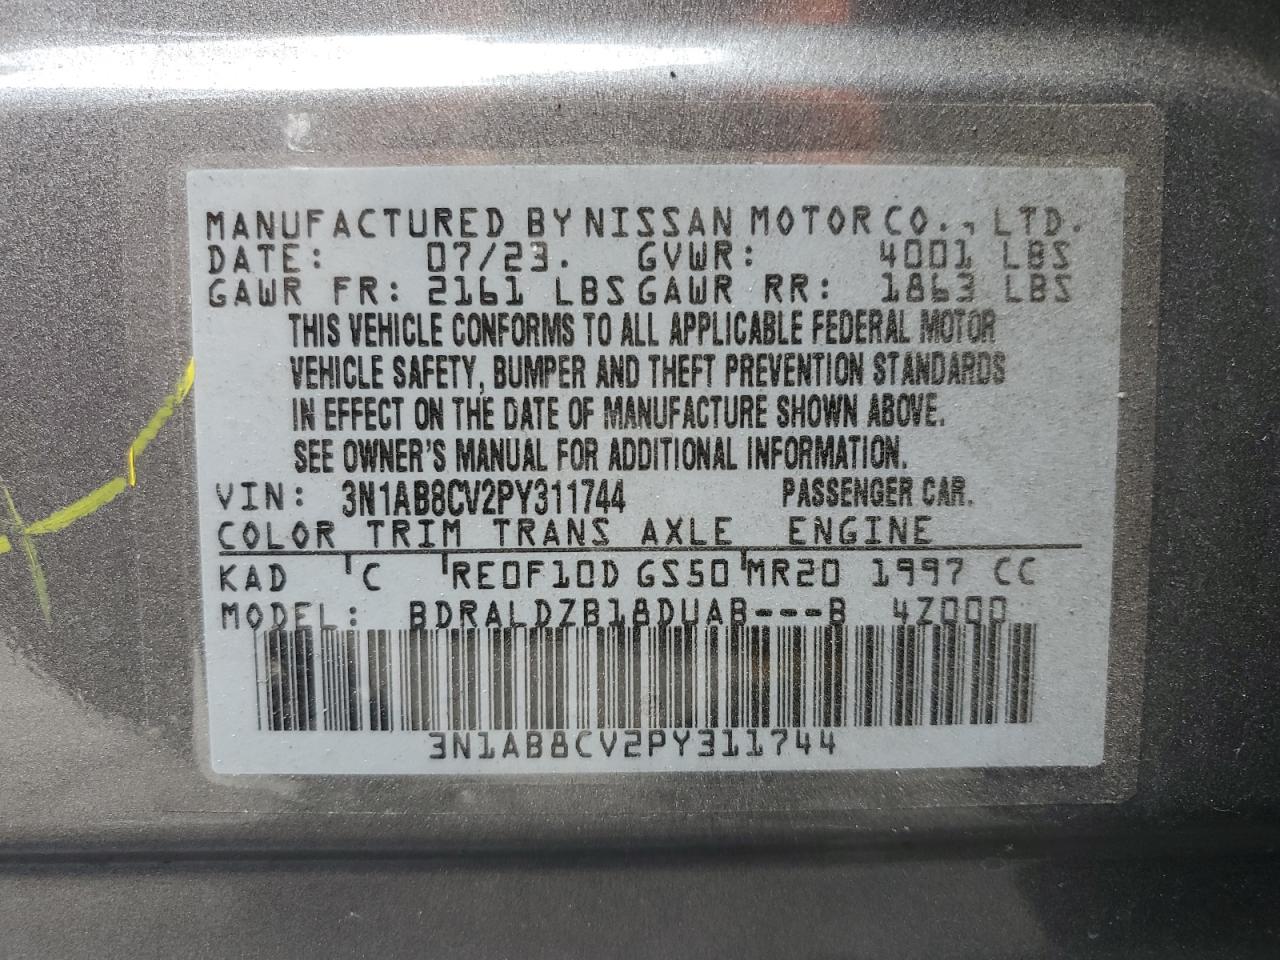 MANUFACTURED BY NISSAN MOTOR CO., LTD.
DATE: 07/23. GVWR: 4001 LBS
GAWR FR: 2161 LBS GAWR RR: 1863 LBS
THIS VEHICLE CONFORMS TO ALL APPLICABLE FEDERAL MOTOR
VEHICLE SAFETY, BUMPER AND THEFT PREVENTION STANDARDS
IN EFFECT ON THE DATE OF MANUFACTURE SHOWN ABOVE.
SEE OWNER'S MANUAL FOR ADDITIONAL INFORMATION.
VIN: 3N1AB8CV2PY311744 PASSENGER CAR.
COLOR TRIM TRANS AXLE ENGINE
KAD C RE0F10D GS50 MR20 1997 CC
MODEL: BDRALDZB18DUAB---B 4Z000
3N1AB8CV2PY311744